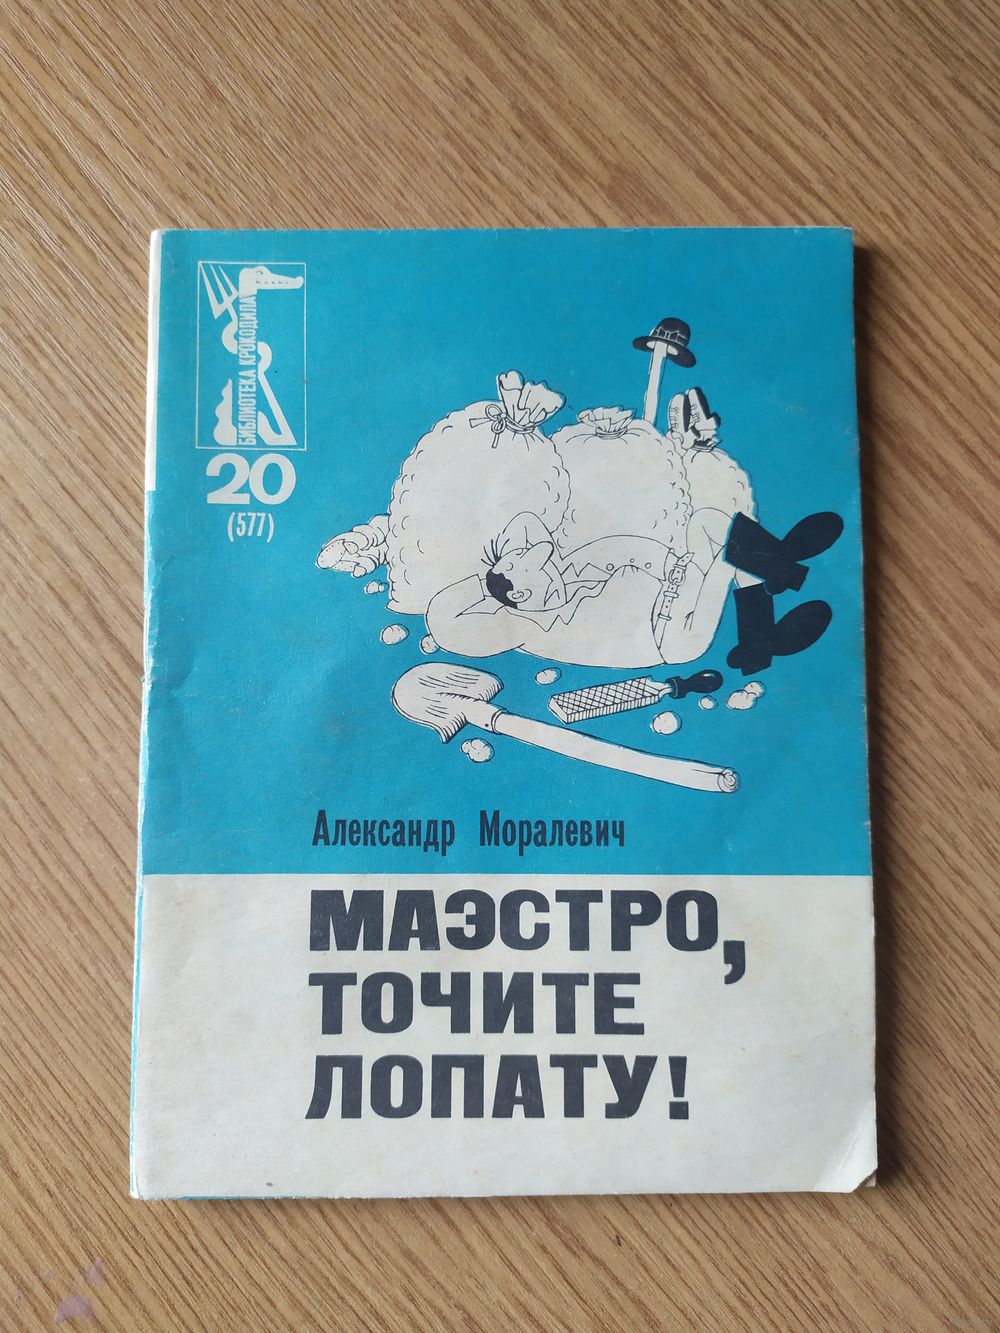 БИБЛИОТЕКА КРОКОДИЛА
20
(577)
Александр Моралевич
МАЭСТРО,
ТОЧИТЕ
ЛОПАТУ!